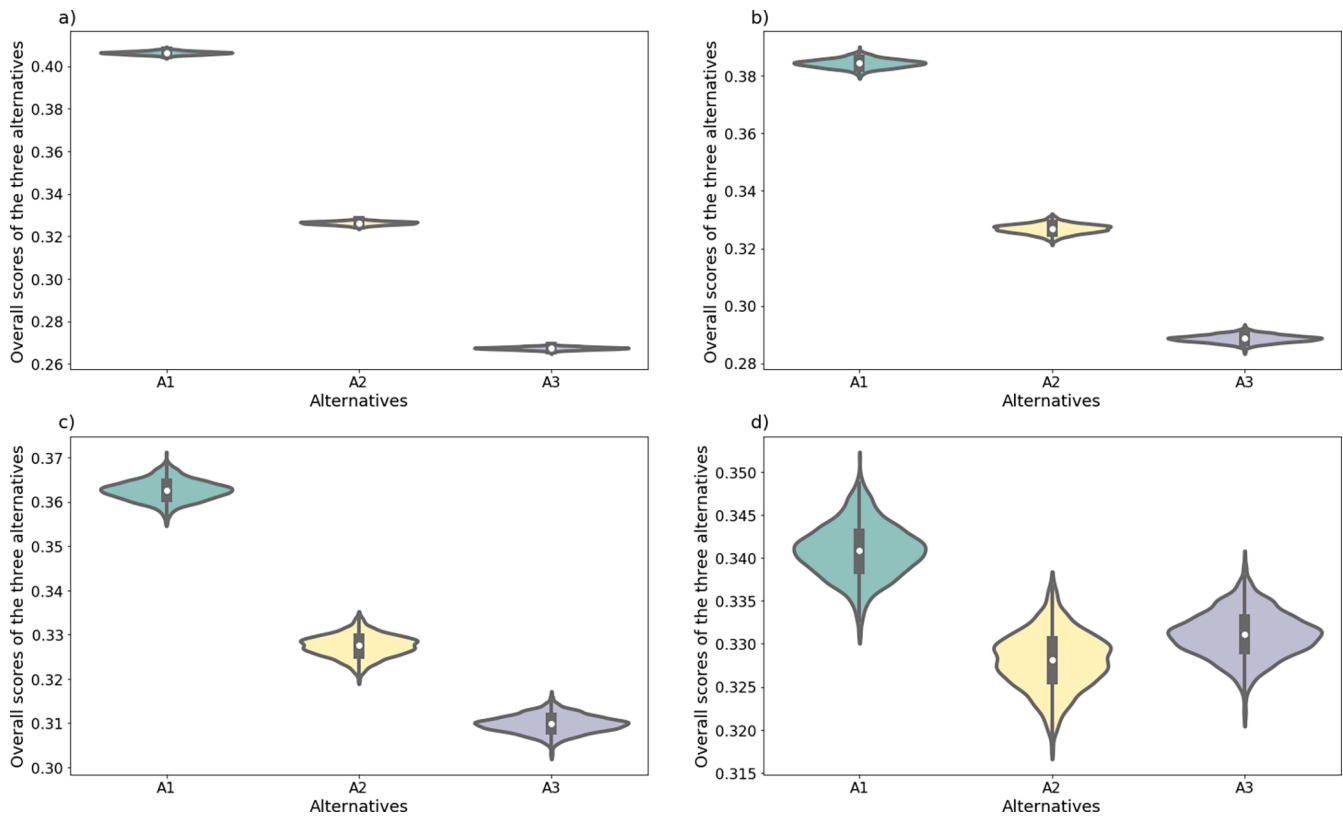 a)
Overall scores of the three alternatives
0.40
0.38
0.36
0.34
0.32
0.30
0.28
0.26
A1
A2
A3
Alternatives
b)
Overall scores of the three alternatives
0.38
0.36
0.34
0.32
0.30
0.28
A1
A2
A3
Alternatives
c)
Overall scores of the three alternatives
0.37
0.36
0.35
0.34
0.33
0.32
0.31
0.30
A1
A2
A3
Alternatives
d)
Overall scores of the three alternatives
0.350
0.345
0.340
0.335
0.330
0.325
0.320
0.315
A1
A2
A3
Alternatives